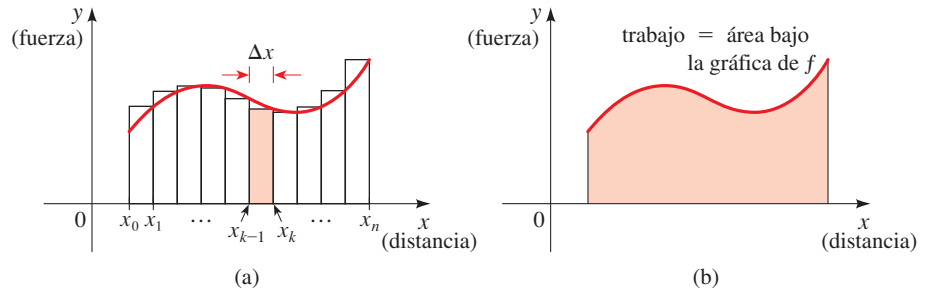 y
(fuerza)
Δx
0
x₀ x₁ ... xₖ₋₁ xₖ ... xₙ
x
(distancia)
(a)
y
(fuerza)
trabajo = área bajo
la gráfica de f
0
x
(distancia)
(b)